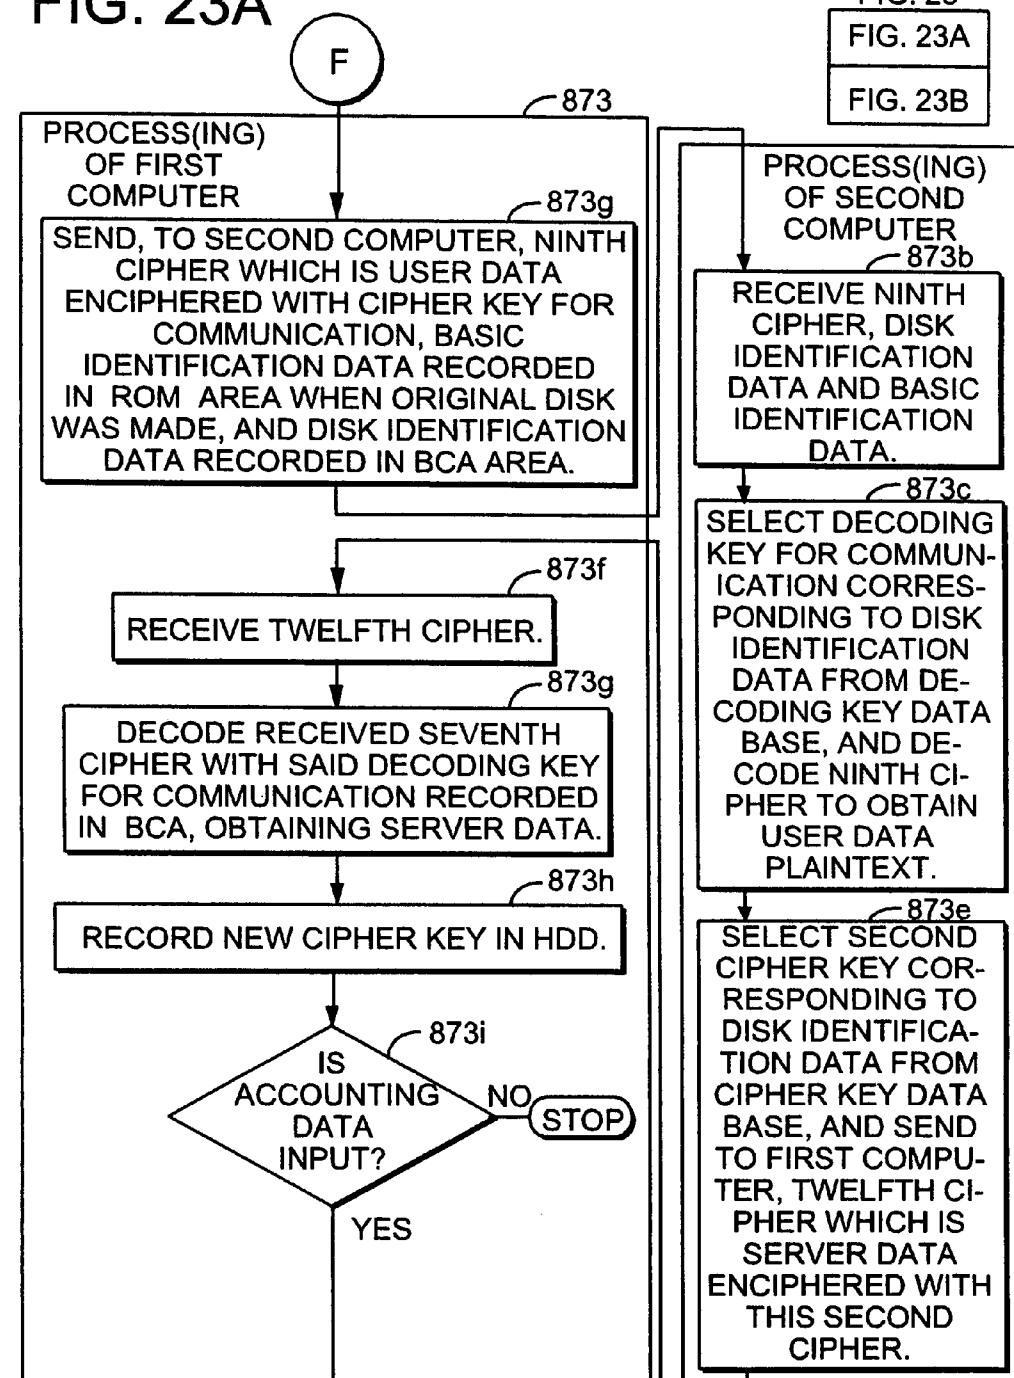 FIG. 23A
FIG. 23
FIG. 23A
FIG. 23B
F
873
PROCESS(ING)
OF FIRST
COMPUTER
873g
SEND, TO SECOND COMPUTER, NINTH
CIPHER WHICH IS USER DATA
ENCIPHERED WITH CIPHER KEY FOR
COMMUNICATION, BASIC
IDENTIFICATION DATA RECORDED
IN ROM AREA WHEN ORIGINAL DISK
WAS MADE, AND DISK IDENTIFICATION
DATA RECORDED IN BCA AREA.
873f
RECEIVE TWELFTH CIPHER.
873g
DECODE RECEIVED SEVENTH
CIPHER WITH SAID DECODING KEY
FOR COMMUNICATION RECORDED
IN BCA, OBTAINING SERVER DATA.
873h
RECORD NEW CIPHER KEY IN HDD.
873i
IS
ACCOUNTING
DATA
INPUT?
NO
STOP
YES
PROCESS(ING)
OF SECOND
COMPUTER
873b
RECEIVE NINTH
CIPHER, DISK
IDENTIFICATION
DATA AND BASIC
IDENTIFICATION
DATA.
873c
SELECT DECODING
KEY FOR COMMUN-
ICATION CORRES-
PONDING TO DISK
IDENTIFICATION
DATA FROM DE-
CODING KEY DATA
BASE, AND DE-
CODE NINTH CI-
PHER TO OBTAIN
USER DATA
PLAINTEXT.
873e
SELECT SECOND
CIPHER KEY COR-
RESPONDING TO
DISK IDENTIFICA-
TION DATA FROM
CIPHER KEY DATA
BASE, AND SEND
TO FIRST COMPU-
TER, TWELFTH CI-
PHER WHICH IS
SERVER DATA
ENCIPHERED WITH
THIS SECOND
CIPHER.